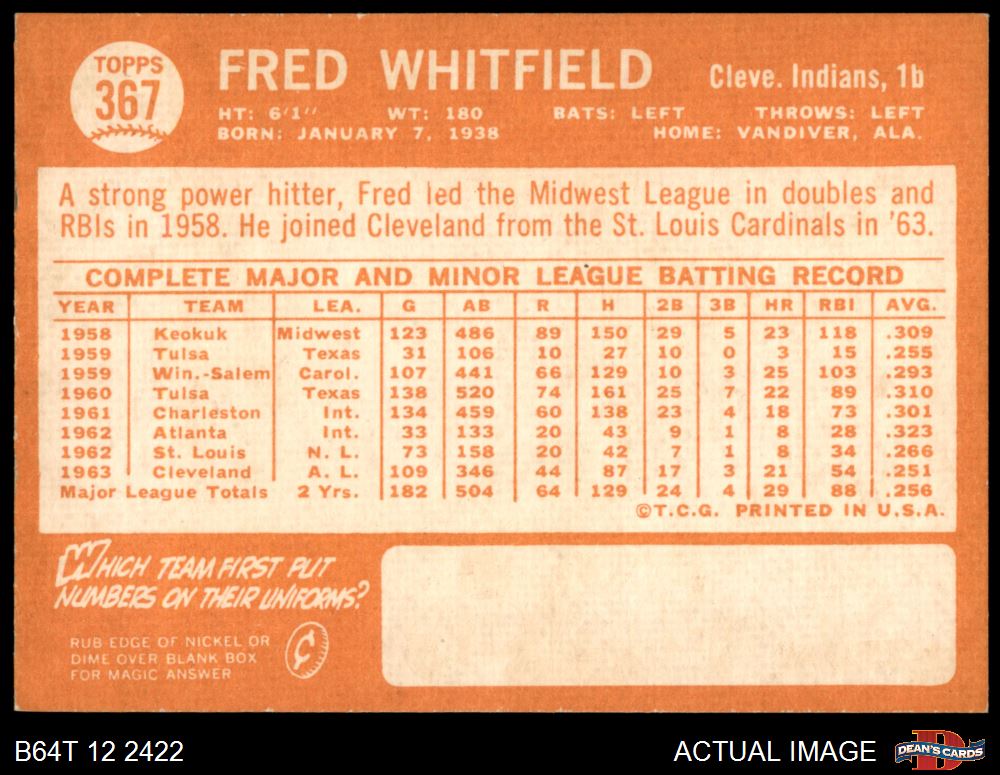 TOPPS
367
FRED WHITFIELD
Cleve. Indians, 1b
HT: 6'1'' WT: 180 BATS: LEFT THROWS: LEFT
BORN: JANUARY 7, 1938 HOME: VANDIVER, ALA.
A strong power hitter, Fred led the Midwest League in doubles and
RBIs in 1958. He joined Cleveland from the St. Louis Cardinals in '63.
COMPLETE MAJOR AND MINOR LEAGUE BATTING RECORD
YEAR TEAM LEA. G AB R H 2B 3B HR RBI AVG.
1958 Keokuk Midwest 123 486 89 150 29 5 23 118 .309
1959 Tulsa Texas 31 106 10 27 10 0 3 15 .255
1959 Win.-Salem Carol. 107 441 66 129 10 3 25 103 .293
1960 Tulsa Texas 138 520 74 161 25 7 22 89 .310
1961 Charleston Int. 134 459 60 138 23 4 18 73 .301
1962 Atlanta Int. 33 133 20 43 9 1 8 28 .323
1962 St. Louis N. L. 73 158 20 42 7 1 8 34 .266
1963 Cleveland A. L. 109 346 44 87 17 3 21 54 .251
Major League Totals 2 Yrs. 182 504 64 129 24 4 29 88 .256
©T.C.G. PRINTED IN U.S.A.
WHICH TEAM FIRST PUT
NUMBERS ON THEIR UNIFORMS?
RUB EDGE OF NICKEL OR
DIME OVER BLANK BOX
FOR MAGIC ANSWER
¢
B64T 12 2422
ACTUAL IMAGE
D
DEAN'S CARDS